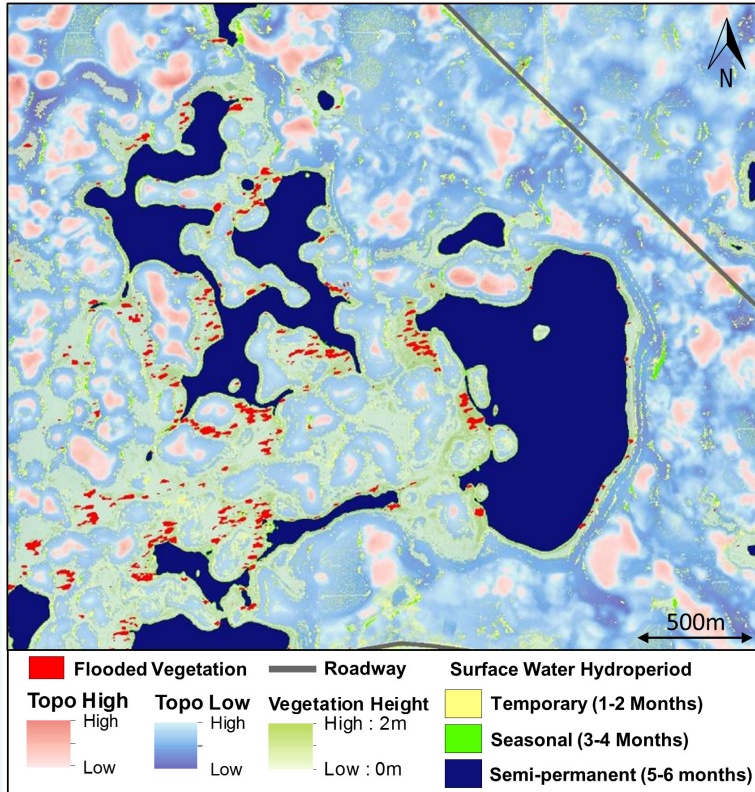 N
500m
Flooded Vegetation
Roadway
Surface Water Hydroperiod
Topo High
High
Low
Topo Low
High
Low
Vegetation Height
High : 2m
Low : 0m
Temporary (1-2 Months)
Seasonal (3-4 Months)
Semi-permanent (5-6 months)